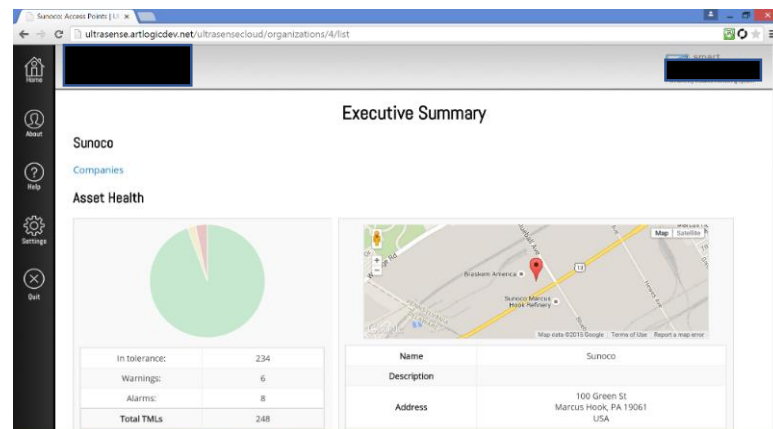 Sunoco: Access Points | Ul
ultrasense.artlogicdev.net/ultrasensecloud/organizations/4/list
Home
About
Help
Settings
Quit
smart
Executive Summary
Sunoco
Companies
Asset Health
In tolerance: 234
Warnings: 6
Alarms: 8
Total TMLs 248
Map Satellite
Braskem America
13
Sunoco Marcus
Hook Refinery
Map data ©2015 Google Terms of Use Report a map error
Name Sunoco
Description
Address 100 Green St
Marcus Hook, PA 19061
USA